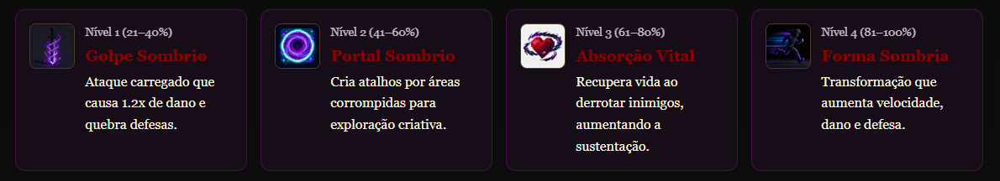 Nível 1 (21–40%)
Golpe Sombrio
Ataque carregado que
causa 1.2x de dano e
quebra defesas.
Nível 2 (41–60%)
Portal Sombrio
Cria atalhos por áreas
corrompidas para
exploração criativa.
Nível 3 (61–80%)
Absorção Vital
Recupera vida ao
derrotar inimigos,
aumentando a
sustentação.
Nível 4 (81–100%)
Forma Sombria
Transformação que
aumenta velocidade,
dano e defesa.